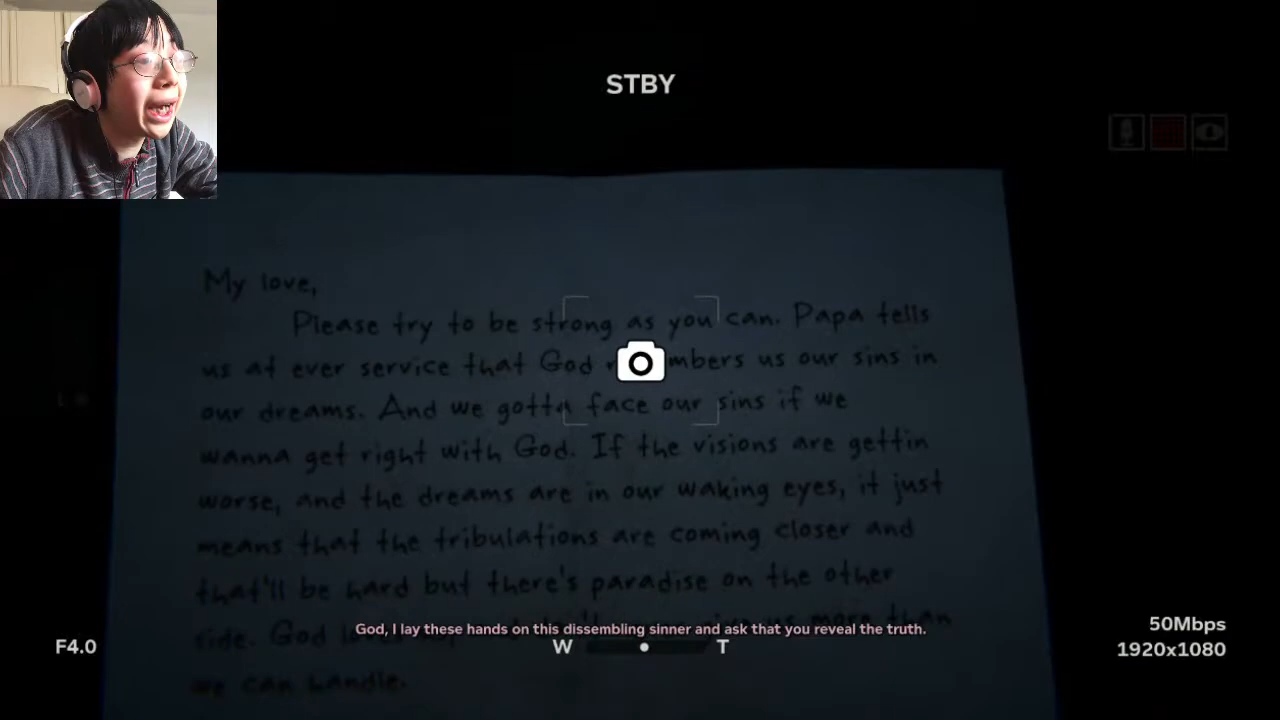 STBY
My love,
Please try to be strong as you can. Papa tells
us at ever service that God r mbers us our sins in
our dreams. And we gotta face our sins if we
wanna get right with God. If the visions are gettin
worse, and the dreams are in our waking eyes, it just
means that the tribulations are coming closer and
that'll be hard but there's paradise on the other
side. God us more than
God, I lay these hands on this dissembling sinner and ask that you reveal the truth.
we can handle.
F4.0
W T
50Mbps
1920x1080